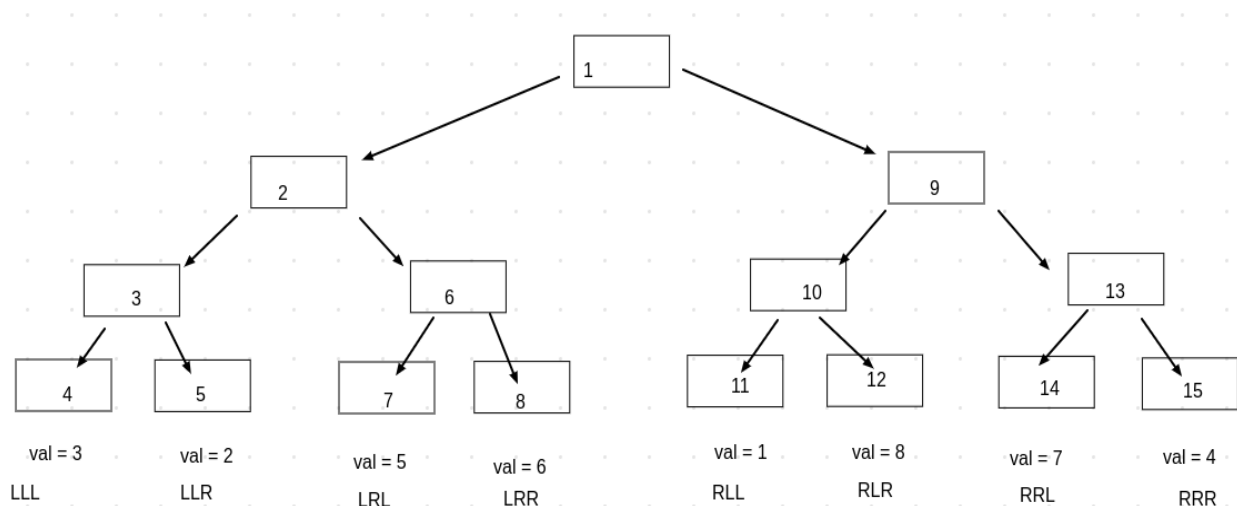 1
2
9
3
6
10
13
4
5
7
8
11
12
14
15
val = 3
val = 2
val = 5
val = 6
val = 1
val = 8
val = 7
val = 4
LLL
LLR
LRL
LRR
RLL
RLR
RRL
RRR